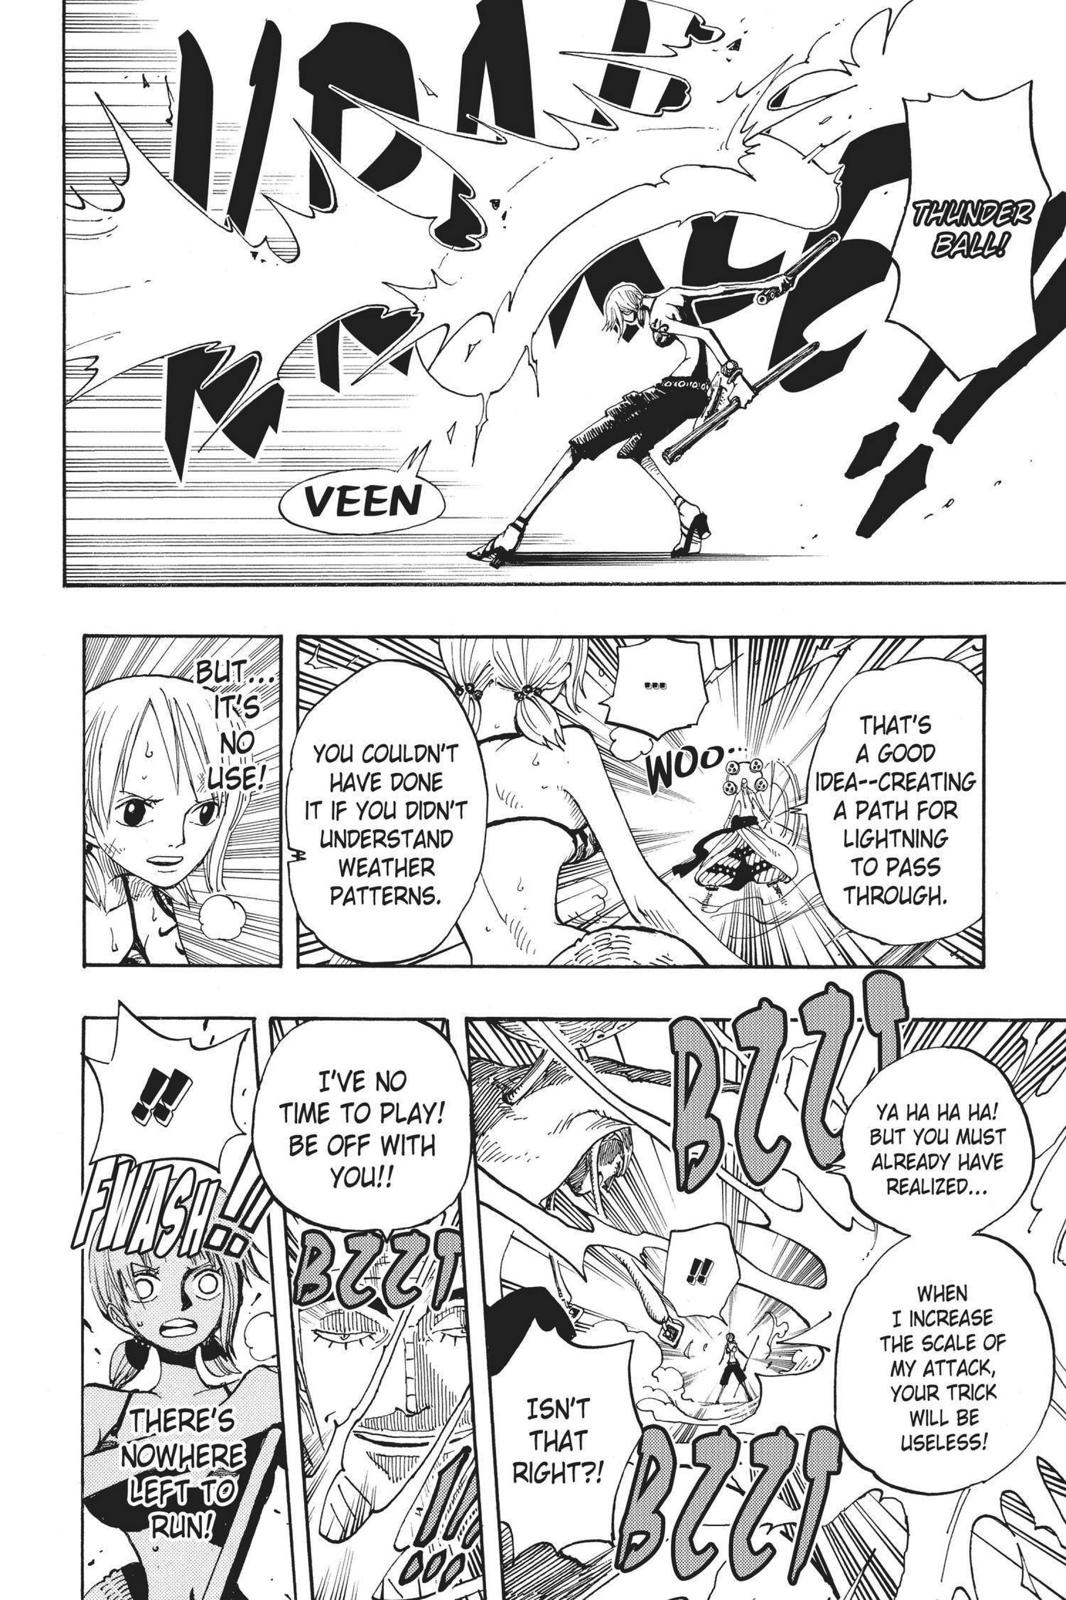 THUNDER
BALL!
VEEN
THAT'S
A GOOD
IDEA--CREATING
A PATH FOR
LIGHTNING
TO PASS
THROUGH.
...
WOO...
YOU COULDN'T
HAVE DONE
IT IF YOU DIDN'T
UNDERSTAND
WEATHER
PATTERNS.
BUT...
IT'S
NO
USE!
BZZT
YA HA HA HA!
BUT YOU MUST
ALREADY HAVE
REALIZED...
!!
WHEN
I INCREASE
THE SCALE OF
MY ATTACK,
YOUR TRICK
WILL BE
USELESS!
ISN'T
THAT
RIGHT?!
BZZT
I'VE NO
TIME TO PLAY!
BE OFF WITH
YOU!!
BZZT
!!!
!!
FWASH!!
THERE'S
NOWHERE
LEFT TO
RUN!